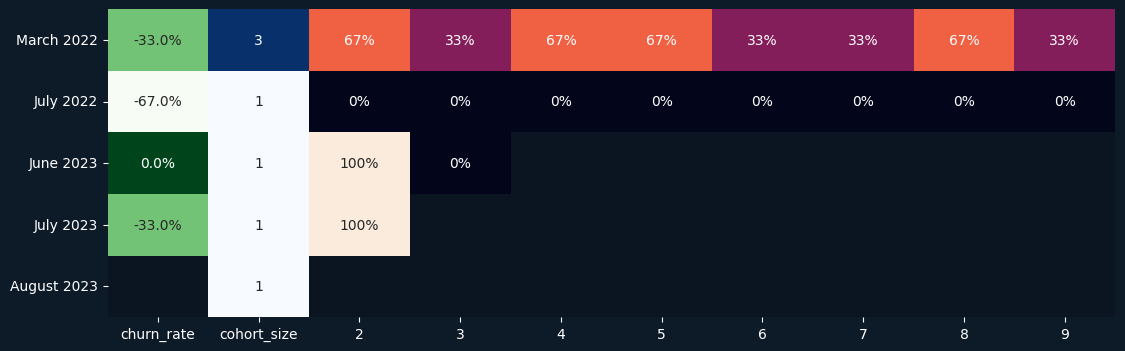 March 2022 -33.0% 3 67% 33% 67% 67% 33% 33% 67% 33%
July 2022 -67.0% 1 0% 0% 0% 0% 0% 0% 0% 0%
June 2023 0.0% 1 100% 0%
July 2023 -33.0% 1 100%
August 2023 1
churn_rate cohort_size 2 3 4 5 6 7 8 9